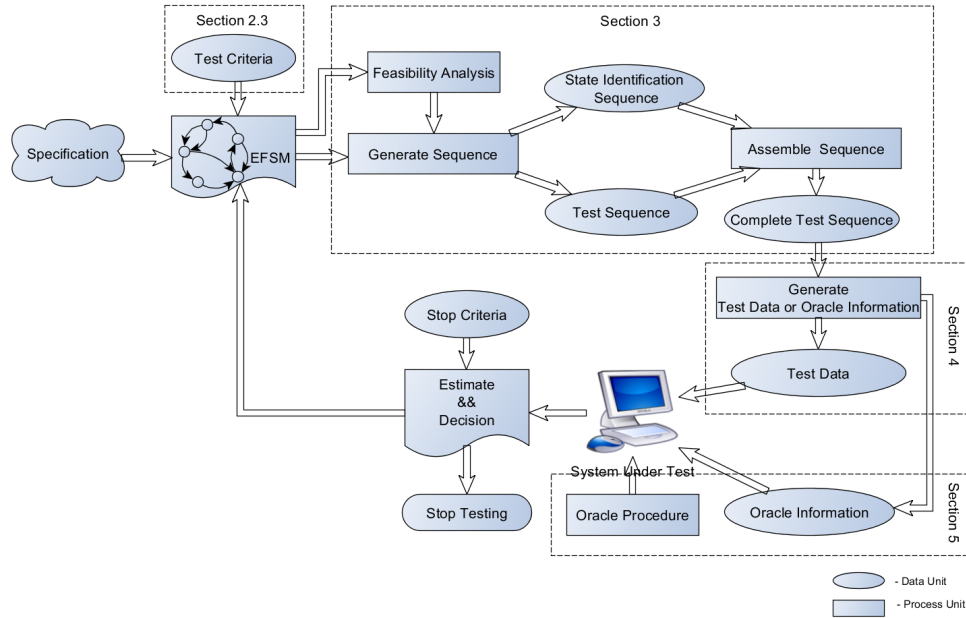 Section 2.3
Section 3
Test Criteria
Feasibility Analysis
State Identification
Sequence
Specification
EFSM
Generate Sequence
Assemble Sequence
Test Sequence
Complete Test Sequence
Generate
Test Data or Oracle Information
Section 4
Stop Criteria
Test Data
Estimate
&&
Decision
System Under Test
Section 5
Stop Testing
Oracle Procedure
Oracle Information
- Data Unit
- Process Unit